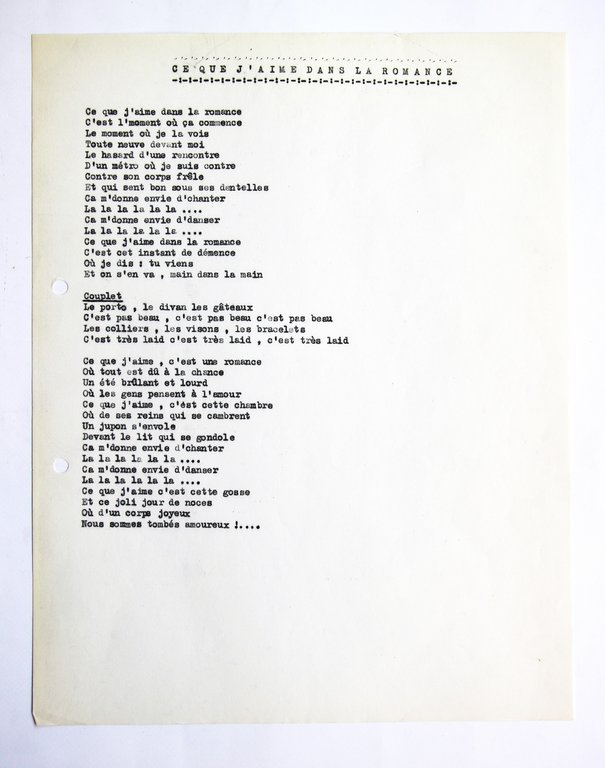 CE QUE J'AIME DANS LA ROMANCE
Ce que j'aime dans la romance
C'est l'moment où ça commence
Le moment où je la vois
Toute neuve devant moi
Le hasard d'une rencontre
D'un métro où je suis contre
Contre son corps frêle
Et qui sent bon sous ses dentelles
Ca m'donne envie d'chanter
La la la la la la ....
Ca m'donne envie d'danser
La la la la la la ....
Ce que j'aime dans la romance
C'est cet instant de démence
Où je dis : tu viens
Et on s'en va , main dans la main
Couplet
Le porto , le divan les gâteaux
C'est pas beau , c'est pas beau c'est pas beau
Les colliers , les visons , les bracelets
C'est très laid c'est très laid , c'est très laid
Ce que j'aime , c'est une romance
Où tout est dû à la chance
Un été brûlant et lourd
Où les gens pensent à l'amour
Ce que j'aime , c'ést cette chambre
Où de ses reins qui se cambrent
Un jupon s'envole
Devant le lit qui se gondole
Ca m'donne envie d'chanter
La la la la la la ....
Ca m'donne envie d'danser
La la la la la la ....
Ce que j'aime c'est cette gosse
Et ce joli jour de noces
Où d'un corps joyeux
Nous sommes tombés amoureux !....